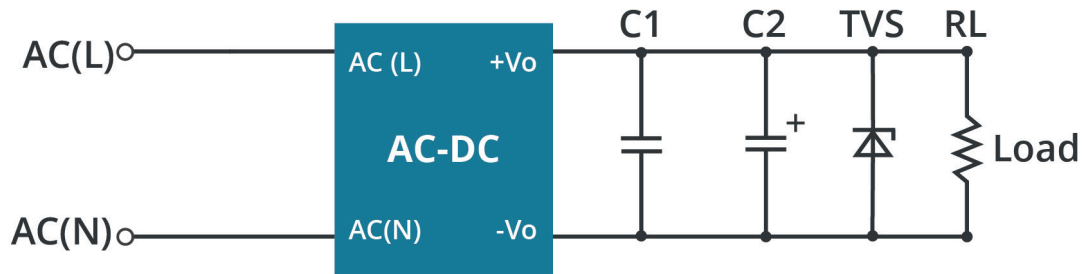 C1 C2 TVS RL
AC(L) AC (L) +Vo
AC-DC + Load
AC(N) AC(N) -Vo